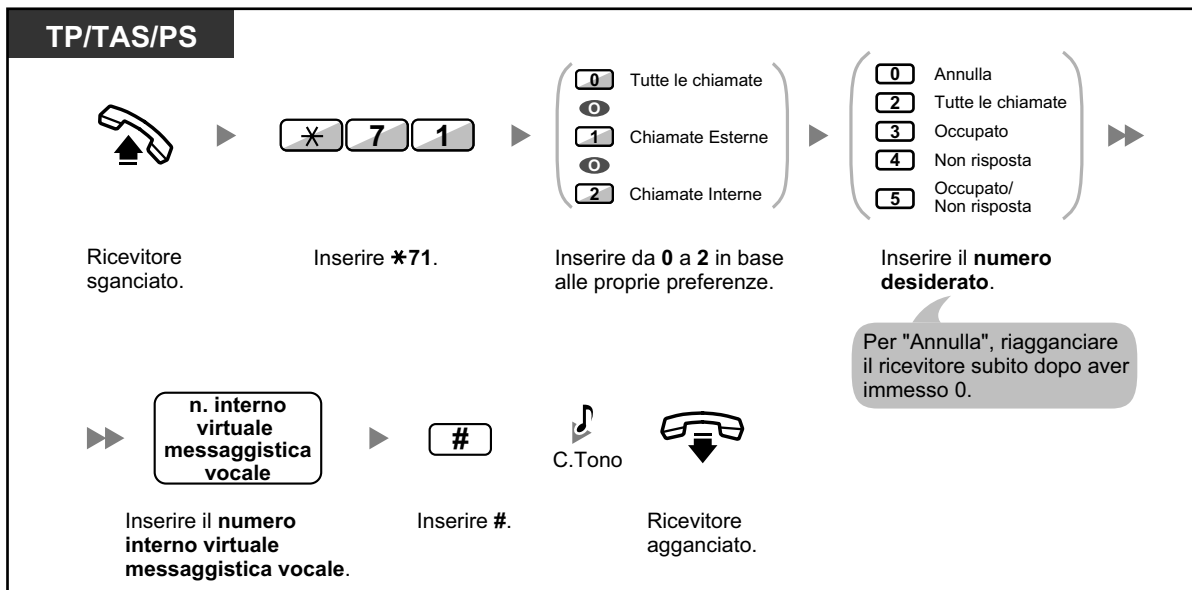 TP/TAS/PS
0 Tutte le chiamate
O
1 Chiamate Esterne
O
2 Chiamate Interne
0 Annulla
2 Tutte le chiamate
3 Occupato
4 Non risposta
5 Occupato/
Non risposta
* 7 1
Ricevitore
sganciato.
Inserire *71.
Inserire da 0 a 2 in base
alle proprie preferenze.
Inserire il numero
desiderato.
Per "Annulla", riagganciare
il ricevitore subito dopo aver
immesso 0.
n. interno
virtuale
messaggistica
vocale
#
C.Tono
Inserire il numero
interno virtuale
messaggistica vocale.
Inserire #.
Ricevitore
agganciato.